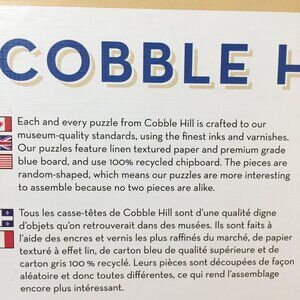 COBBLE H
Each and every puzzle from Cobble Hill is crafted to our
museum-quality standards, using the finest inks and varnishes.
Our puzzles feature linen textured paper and premium grade
blue board, and use 100% recycled chipboard. The pieces are
random-shaped, which means our puzzles are more interesting
to assemble because no two pieces are alike.
Tous les casse-têtes de Cobble Hill sont d'une qualité digne
d'objets qu'on retrouverait dans des musées. Ils sont faits à
l'aide des encres et vernis les plus raffinés du marché, de papier
texturé à effet lin, de carton bleu de qualité supérieure et de
carton gris 100 % recyclé. Leurs pièces sont découpées de façon
aléatoire et donc toutes différentes, ce qui rend l'assemblage
encore plus intéressant.